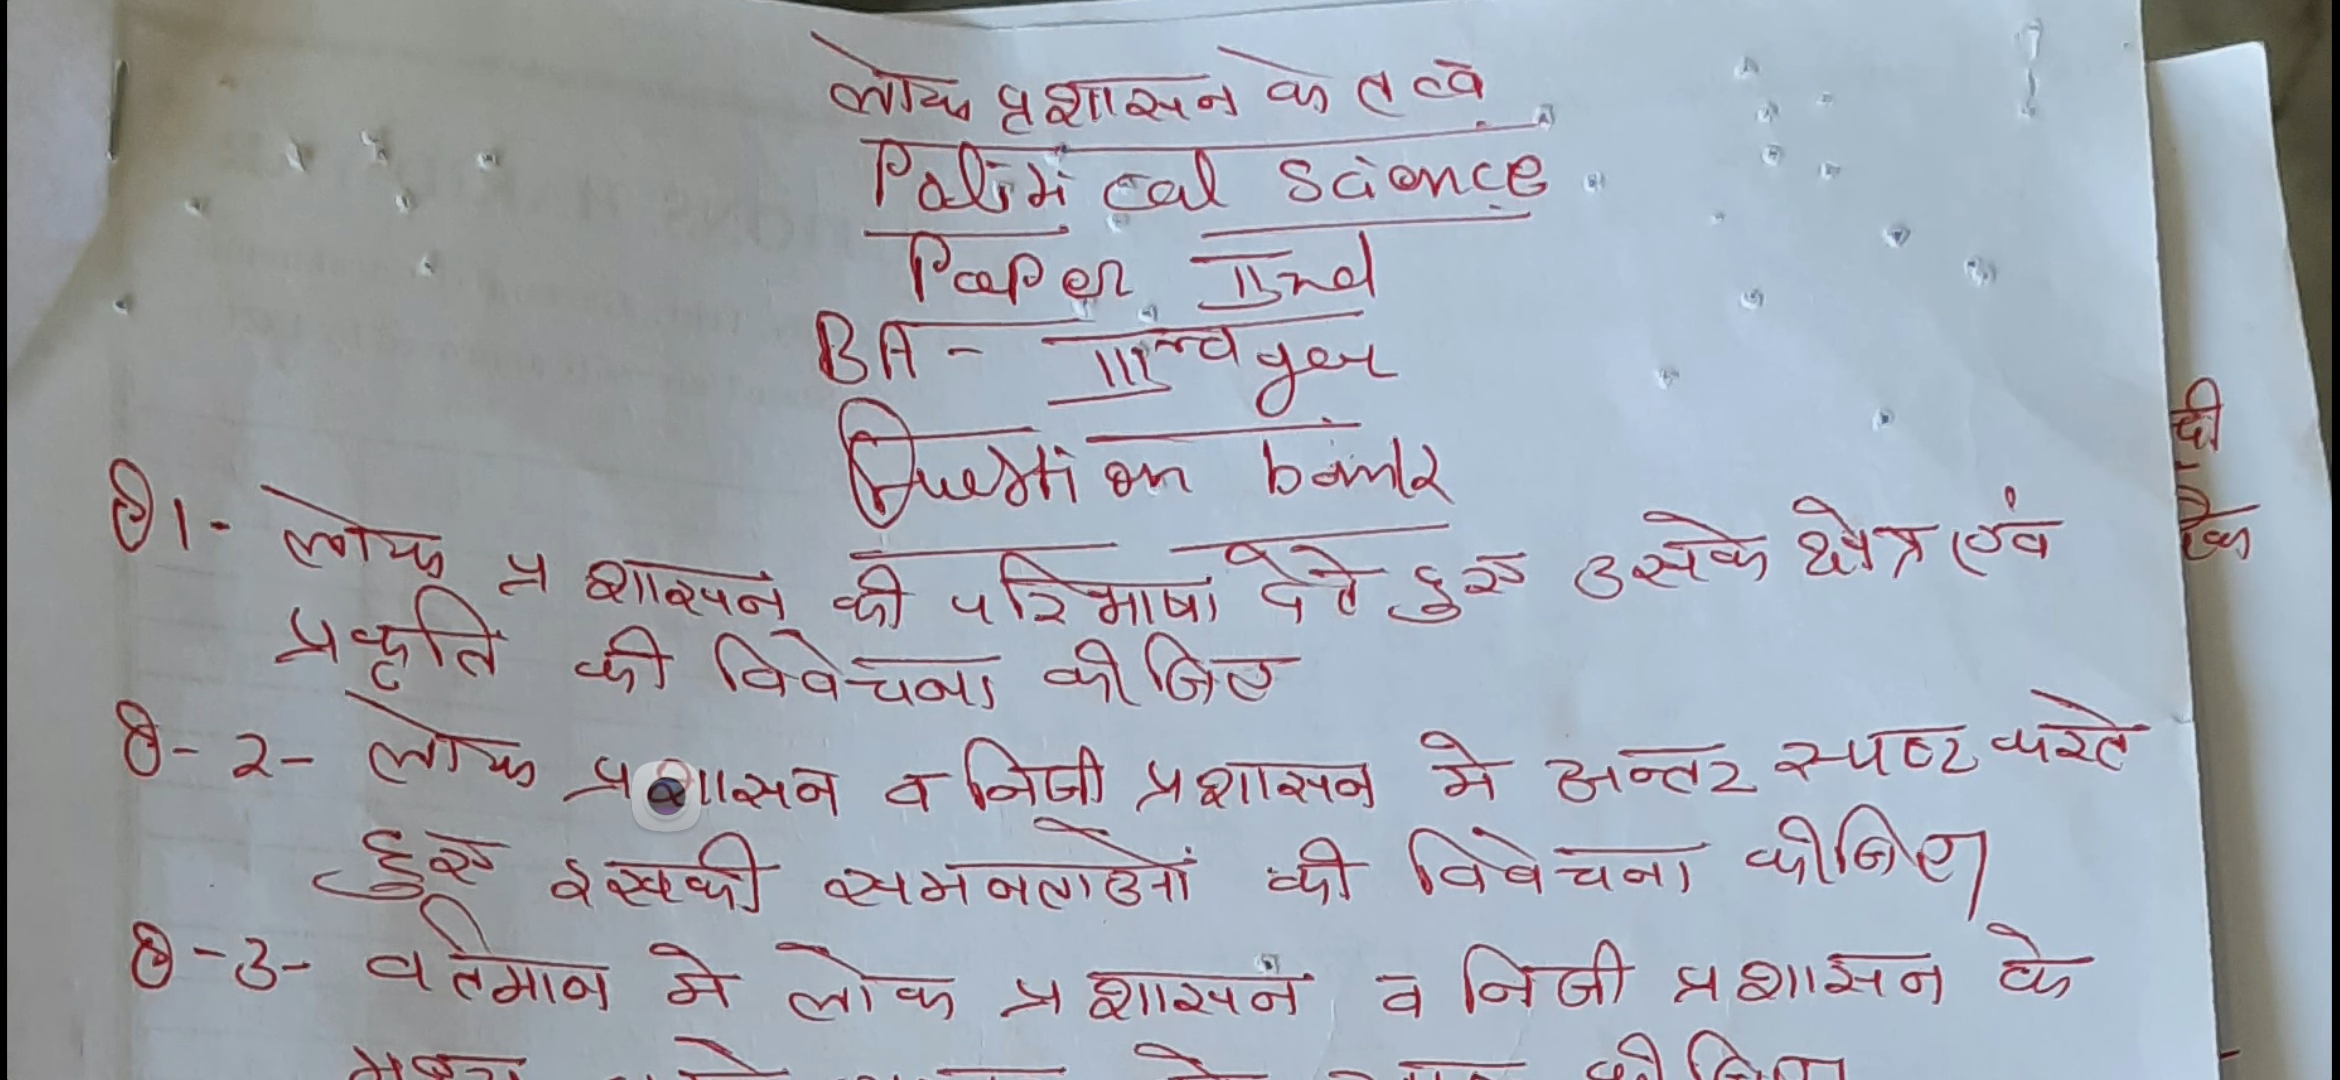 लोक प्रशासन के तत्व
Political Science
Paper IInd
BA - IIIrd year
Question bank
Q1- लोक प्रशासन की परिभाषा देते हुए उसके क्षेत्र एवं
प्रकृति की विवेचना कीजिए
Q-2- लोक प्रशासन व निजी प्रशासन मे अन्तर स्पष्ट करते
हुए इसकी समनताओं की विवेचना कीजिए
Q-3- वर्तमान मे लोक प्रशासन व निजी प्रशासन के
कीजिए